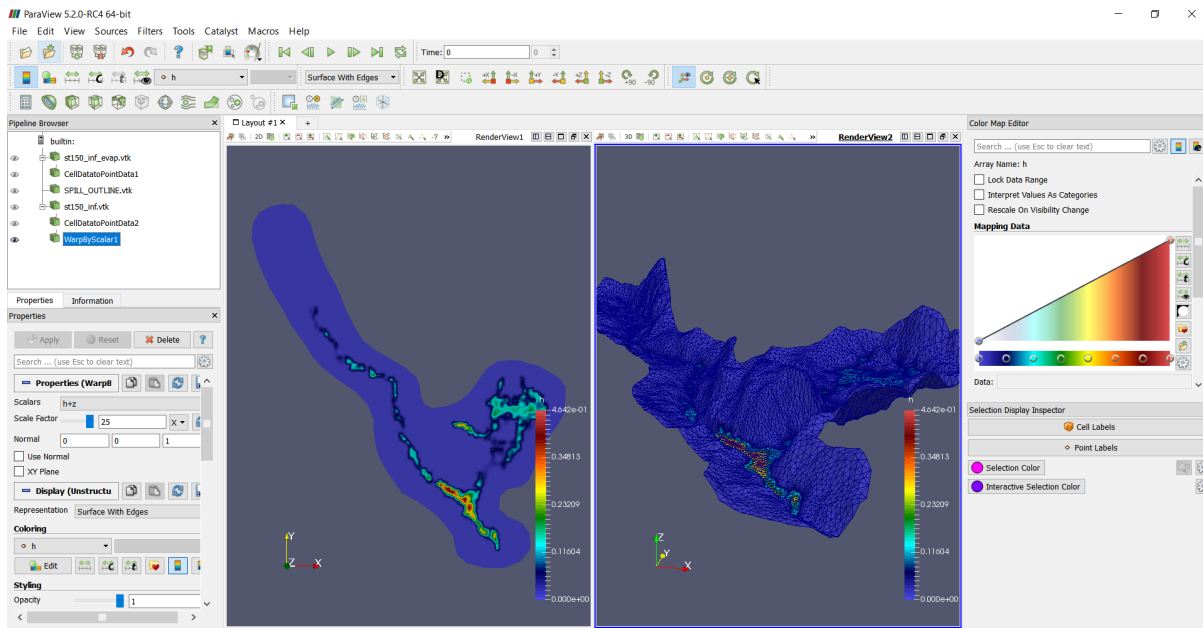 ParaView 5.2.0-RC4 64-bit
File Edit View Sources Filters Tools Catalyst Macros Help
Time: 0 0
h Surface With Edges +X -X +Y -Y +Z -Z +90 -90
Pipeline Browser
builtin:
st150_inf_evap.vtk
CellDatatoPointData1
SPILL_OUTLINE.vtk
st150_inf.vtk
CellDatatoPointData2
WarpByScalar1
Properties Information
Properties
Apply Reset Delete ?
Search ... (use Esc to clear text)
Properties (WarpB
Scalars h+z
Scale Factor 25 X
Normal 0 0 1
Use Normal
XY Plane
Display (Unstructu
Representation Surface With Edges
Coloring
h
Edit
Styling
Opacity 1
Layout #1 +
2D RenderView1
h
4.642e-01
0.34813
0.23209
0.11604
0.000e+00
Y
Z X
3D RenderView2
h
4.642e-01
0.34813
0.23209
0.11604
0.000e+00
Z
Y
X
Color Map Editor
Search ... (use Esc to clear text)
Array Name: h
Lock Data Range
Interpret Values As Categories
Rescale On Visibility Change
Mapping Data
Data:
Selection Display Inspector
Cell Labels
Point Labels
Selection Color
Interactive Selection Color